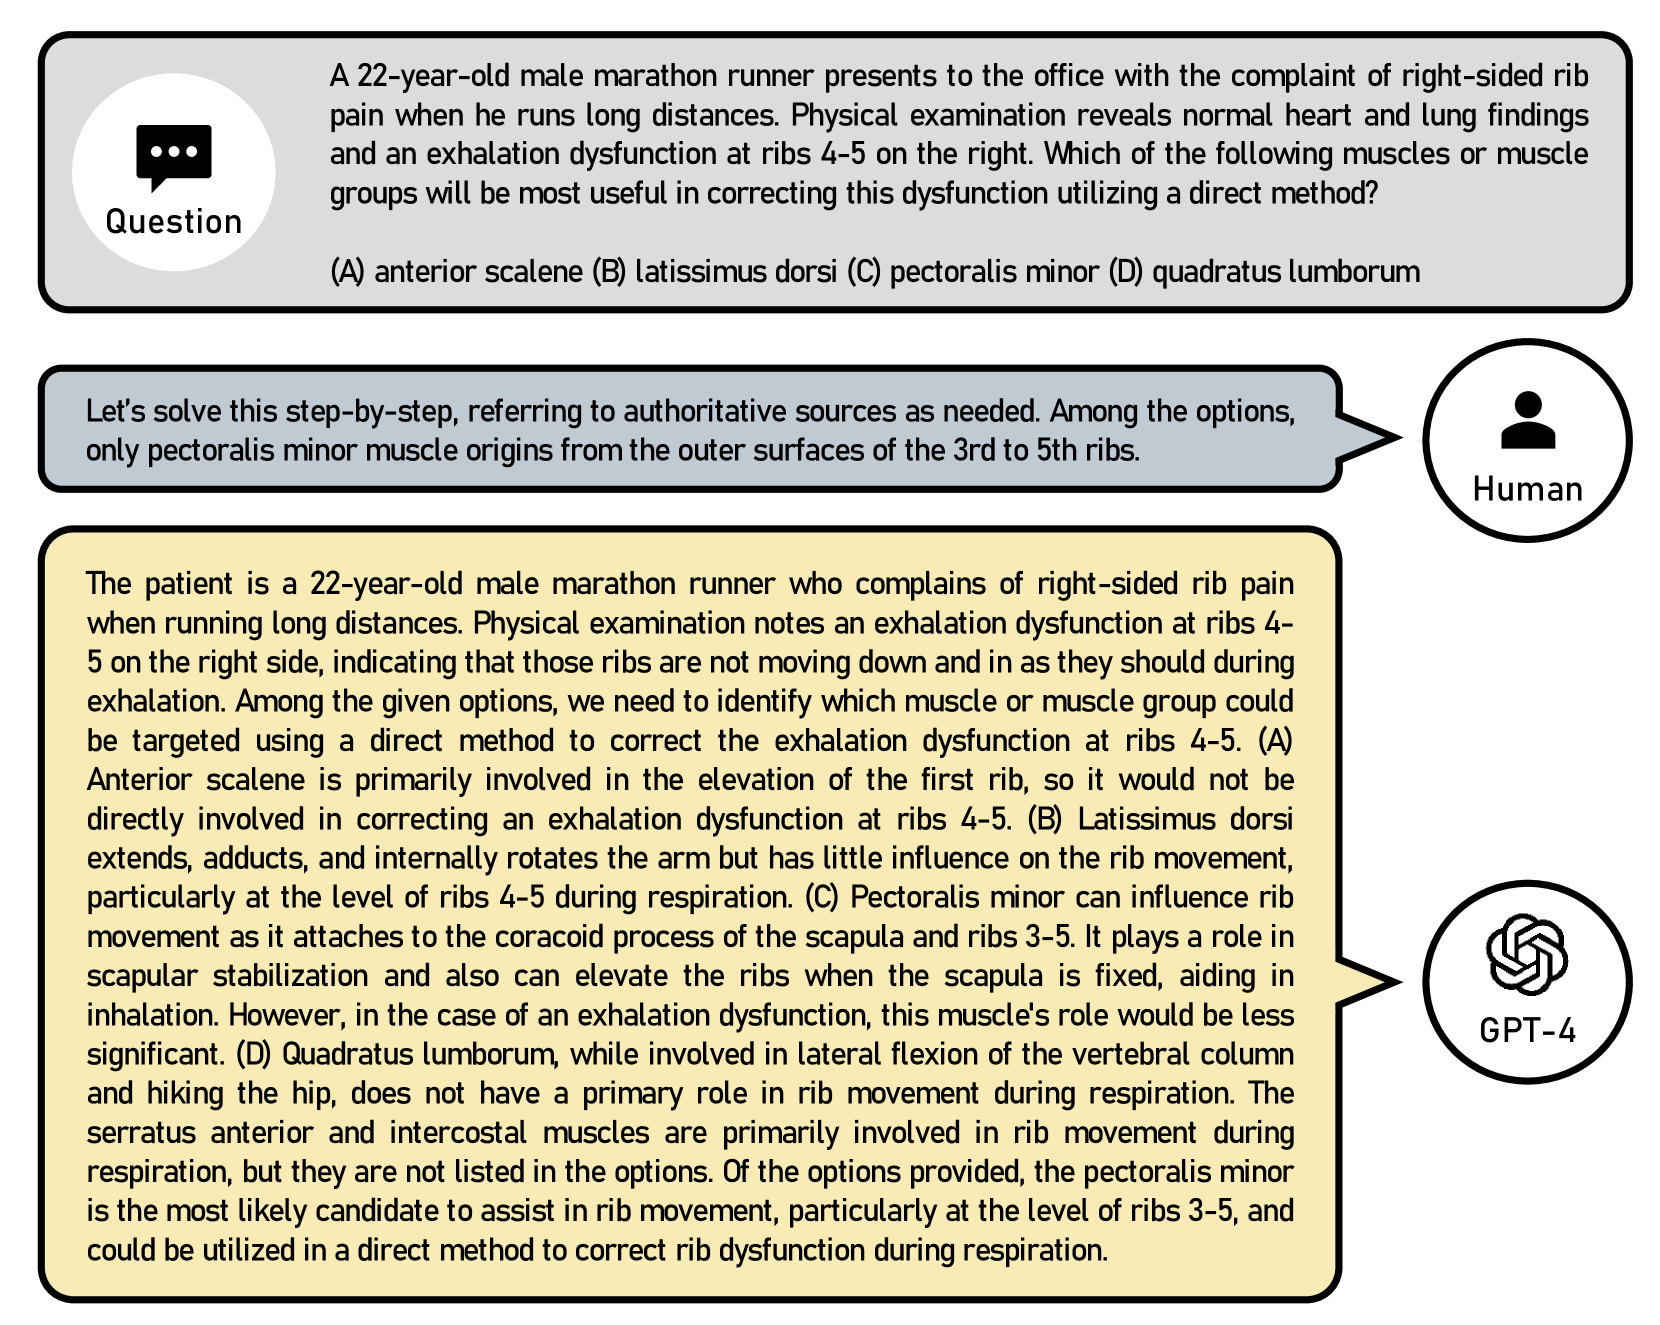 A 22-year-old male marathon runner presents to the office with the complaint of right-sided rib
pain when he runs long distances. Physical examination reveals normal heart and lung findings
and an exhalation dysfunction at ribs 4-5 on the right. Which of the following muscles or muscle
groups will be most useful in correcting this dysfunction utilizing a direct method?
(A) anterior scalene (B) latissimus dorsi (C) pectoralis minor (D) quadratus lumborum
Question
Let's solve this step-by-step, referring to authoritative sources as needed. Among the options,
only pectoralis minor muscle origins from the outer surfaces of the 3rd to 5th ribs.
Human
The patient is a 22-year-old male marathon runner who complains of right-sided rib pain
when running long distances. Physical examination notes an exhalation dysfunction at ribs 4-
5 on the right side, indicating that those ribs are not moving down and in as they should during
exhalation. Among the given options, we need to identify which muscle or muscle group could
be targeted using a direct method to correct the exhalation dysfunction at ribs 4-5. (A)
Anterior scalene is primarily involved in the elevation of the first rib, so it would not be
directly involved in correcting an exhalation dysfunction at ribs 4-5. (B) Latissimus dorsi
extends, adducts, and internally rotates the arm but has little influence on the rib movement,
particularly at the level of ribs 4-5 during respiration. (C) Pectoralis minor can influence rib
movement as it attaches to the coracoid process of the scapula and ribs 3-5. It plays a role in
scapular stabilization and also can elevate the ribs when the scapula is fixed, aiding in
inhalation. However, in the case of an exhalation dysfunction, this muscle's role would be less
significant. (D) Quadratus lumborum, while involved in lateral flexion of the vertebral column
and hiking the hip, does not have a primary role in rib movement during respiration. The
serratus anterior and intercostal muscles are primarily involved in rib movement during
respiration, but they are not listed in the options. Of the options provided, the pectoralis minor
is the most likely candidate to assist in rib movement, particularly at the level of ribs 3-5, and
could be utilized in a direct method to correct rib dysfunction during respiration.
GPT-4